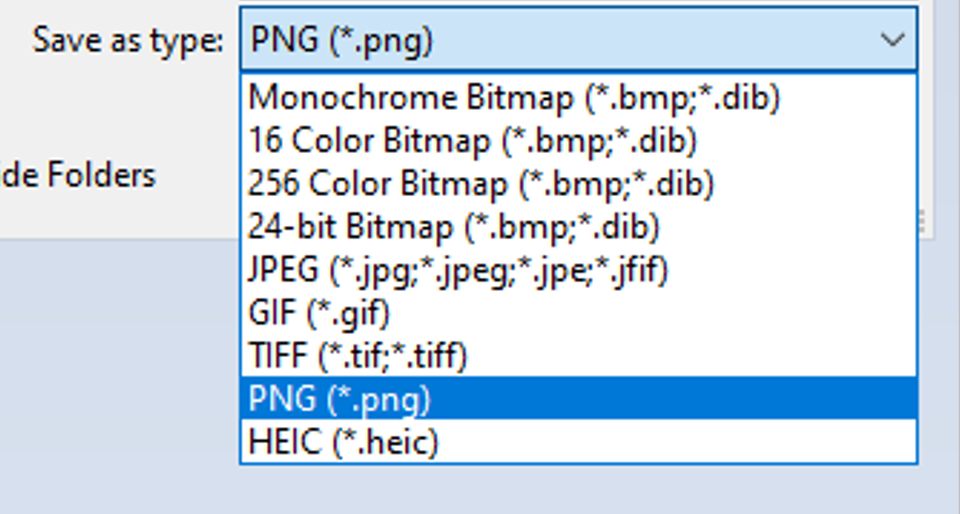 Save as type: PNG (*.png)
Monochrome Bitmap (*.bmp;*.dib)
16 Color Bitmap (*.bmp;*.dib)
256 Color Bitmap (*.bmp;*.dib)
de Folders
24-bit Bitmap (*.bmp;*.dib)
JPEG (*.jpg;*.jpeg;*.jpe;*.jfif)
GIF (*.gif)
TIFF (*.tif;*.tiff)
PNG (*.png)
HEIC (*.heic)